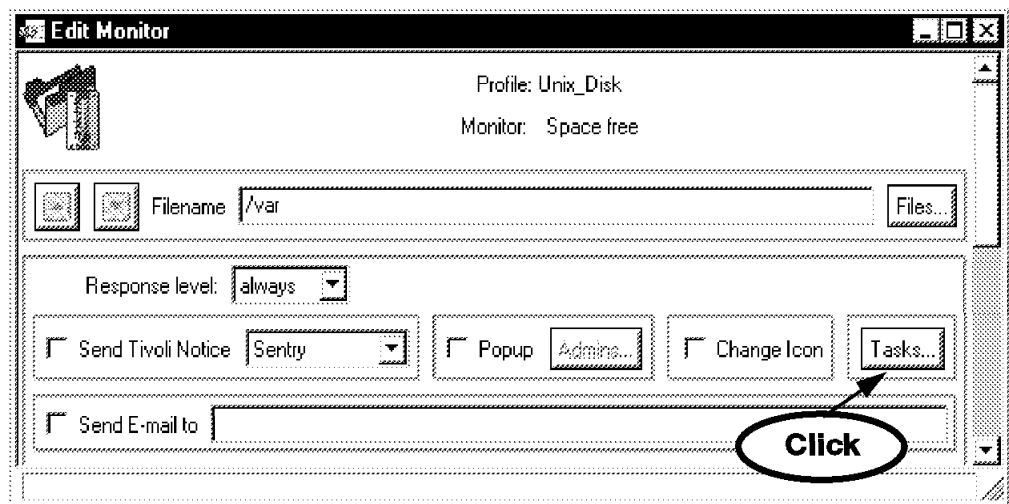 Edit Monitor
Profile: Unix_Disk
Monitor: Space free
Filename /var Files...
Response level: always
Send Tivoli Notice Sentry Popup Admins... Change Icon Tasks...
Send E-mail to
Click